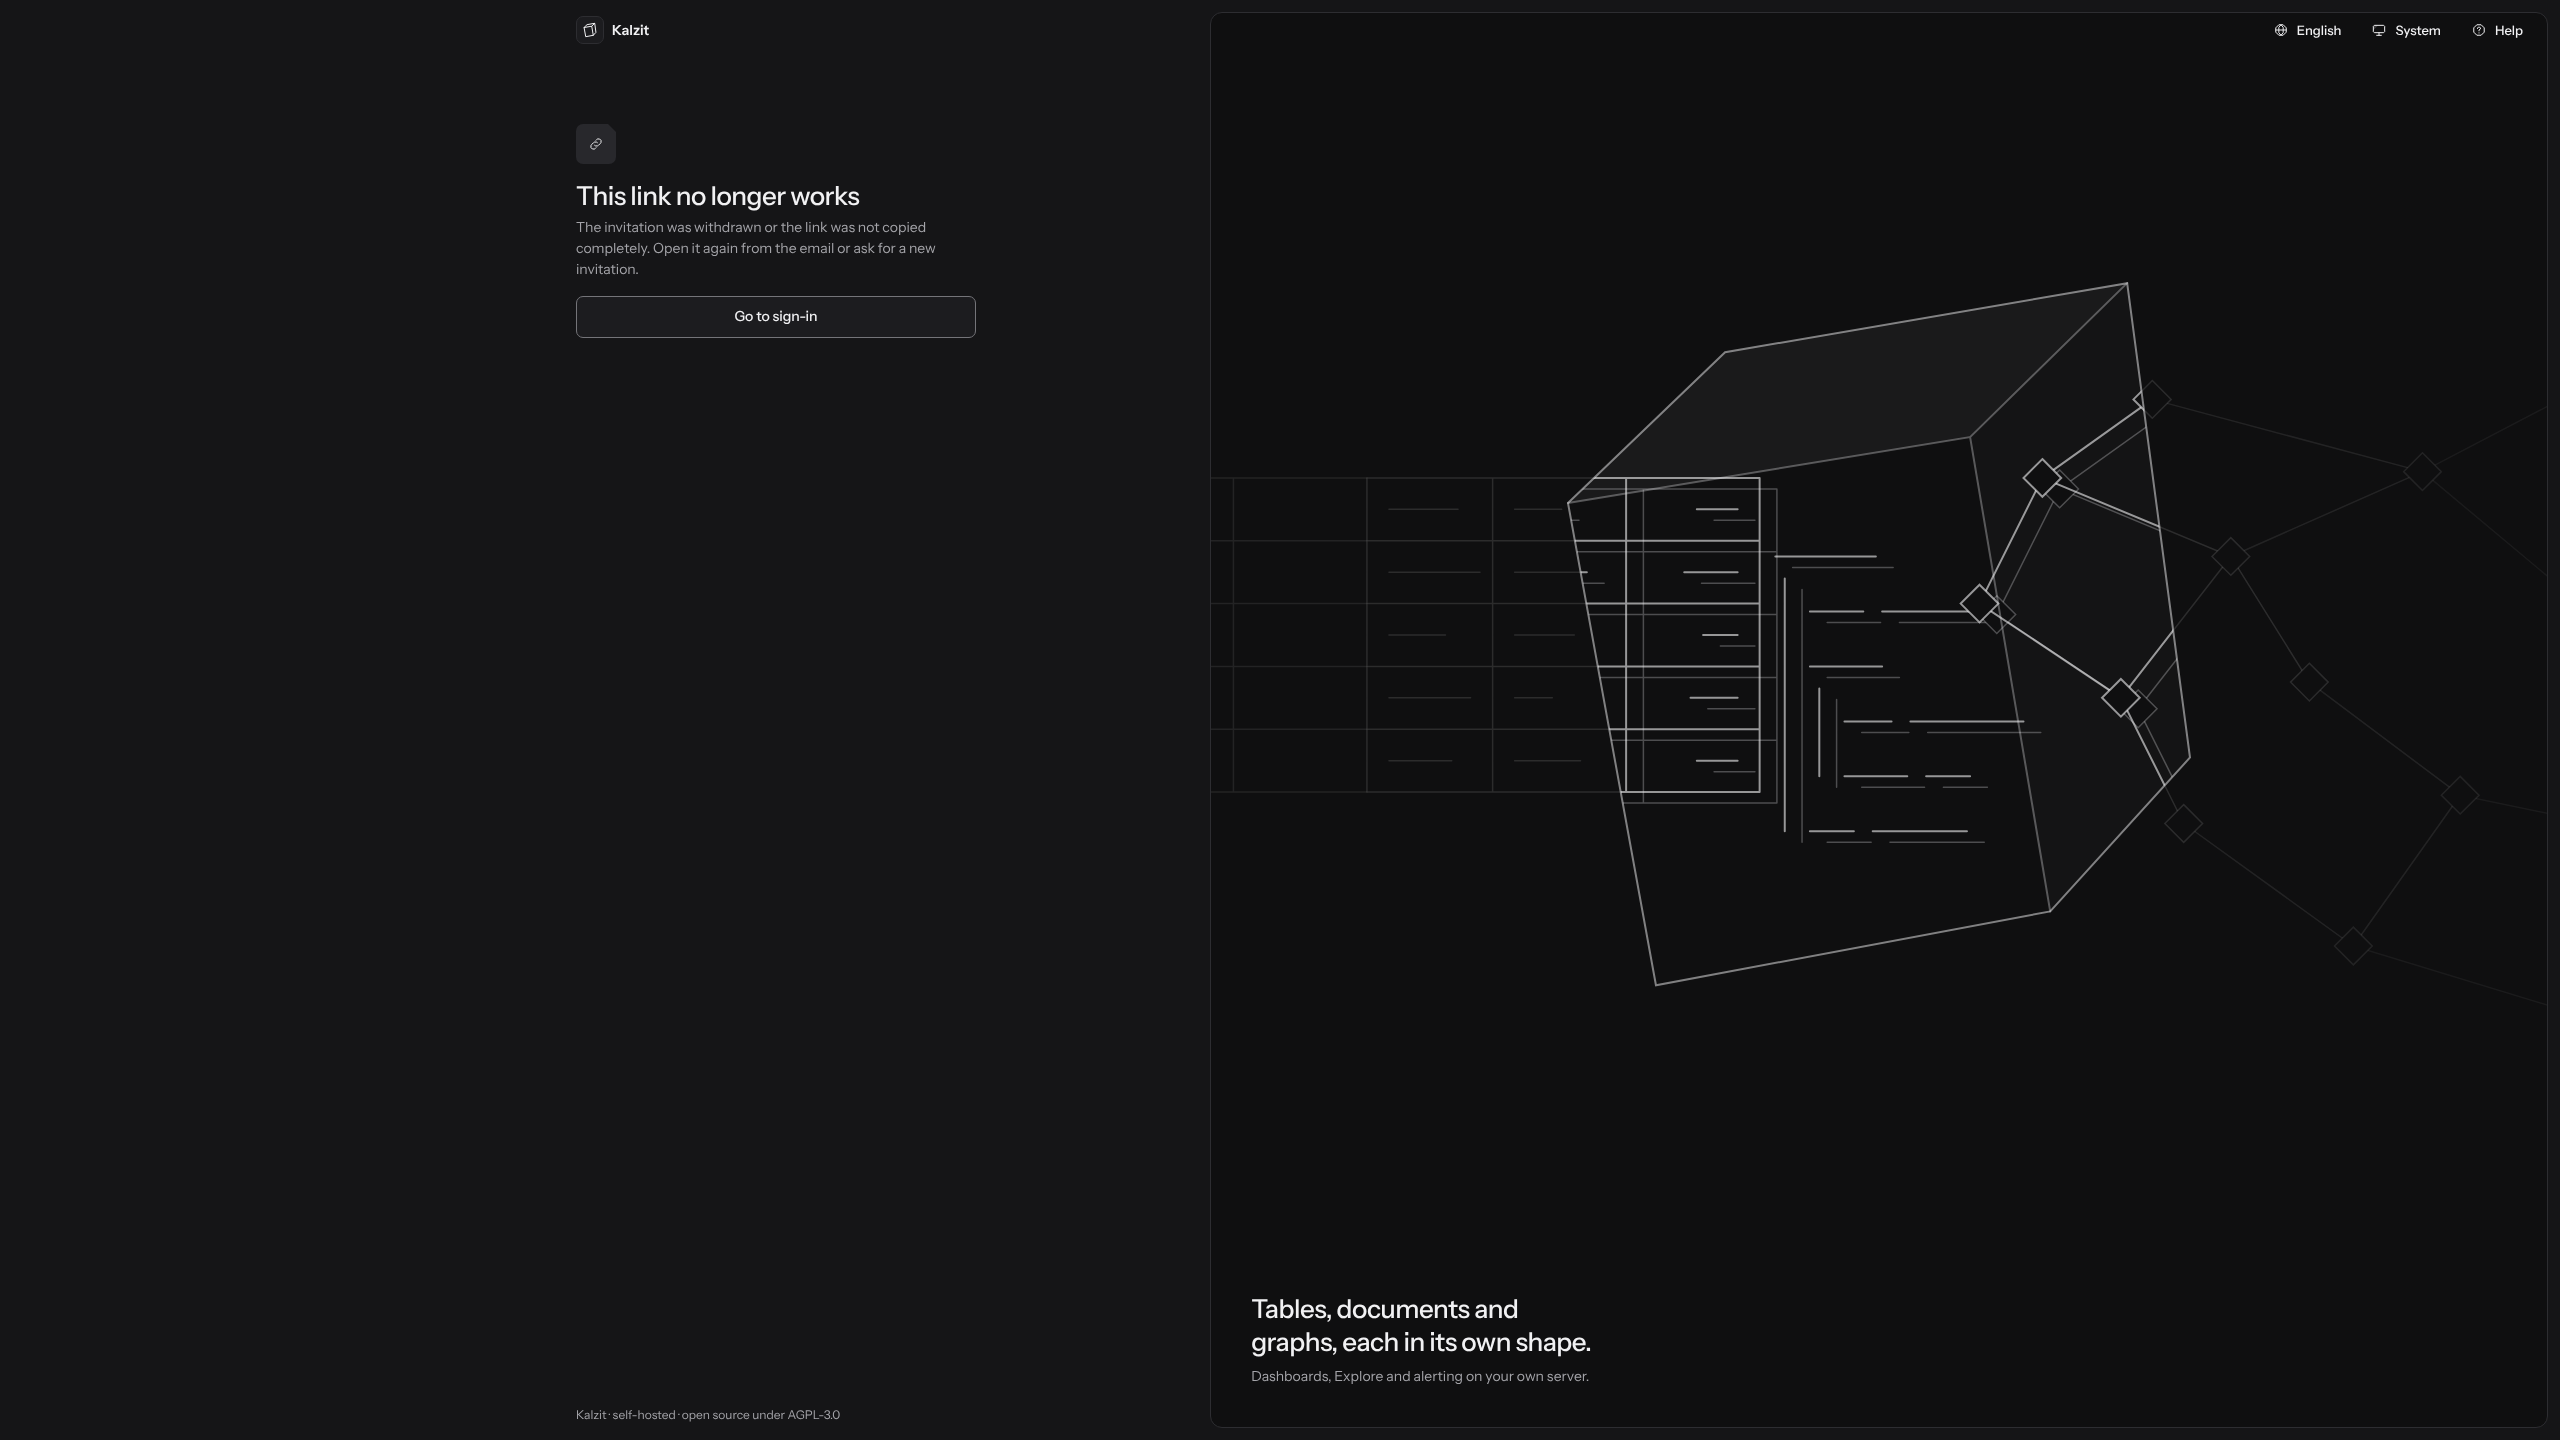 Kalzit
English
System
Help
This link no longer works
The invitation was withdrawn or the link was not copied
completely. Open it again from the email or ask for a new
invitation.
Go to sign-in
Tables, documents and
graphs, each in its own shape.
Dashboards, Explore and alerting on your own server.
Kalzit · self-hosted · open source under AGPL-3.0